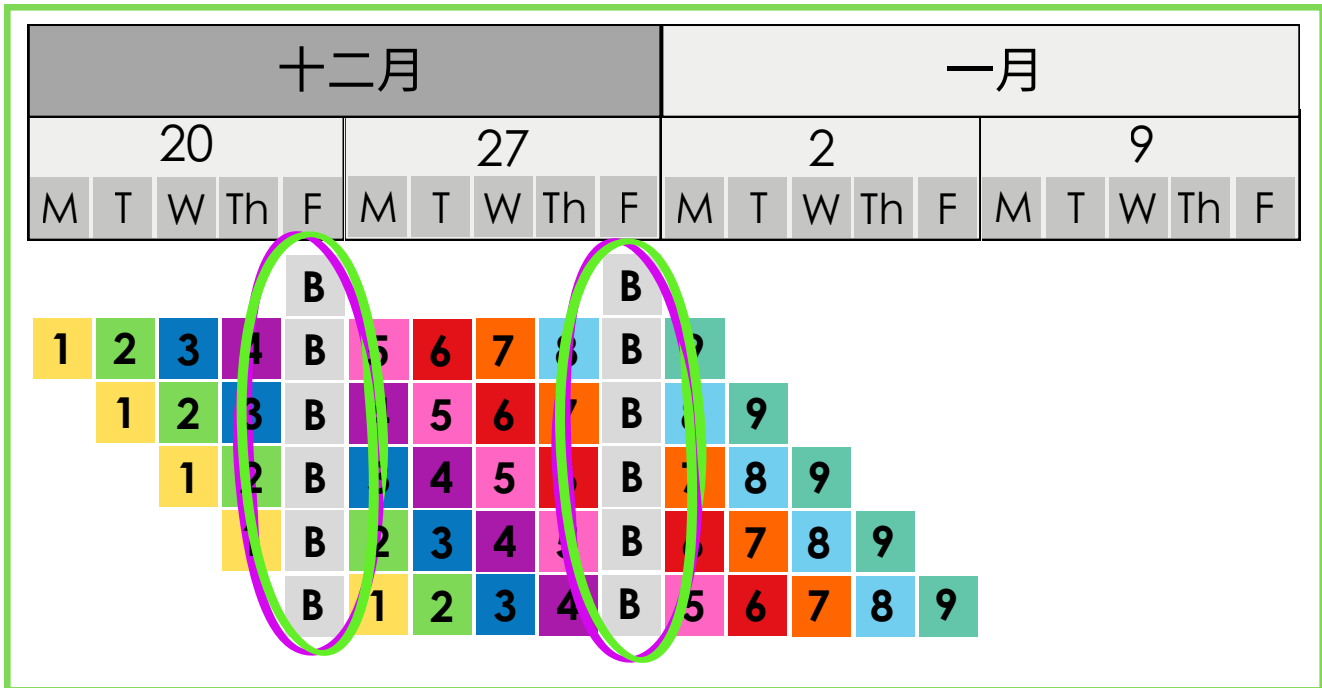 十二月 一月
20 27 2 9
M T W Th F M T W Th F M T W Th F M T W Th F
B B
1 2 3 4 B 5 6 7 8 B 9
1 2 3 B 4 5 6 7 B 8 9
1 2 B 3 4 5 6 B 7 8 9
1 B 2 3 4 5 B 6 7 8 9
B 1 2 3 4 B 5 6 7 8 9